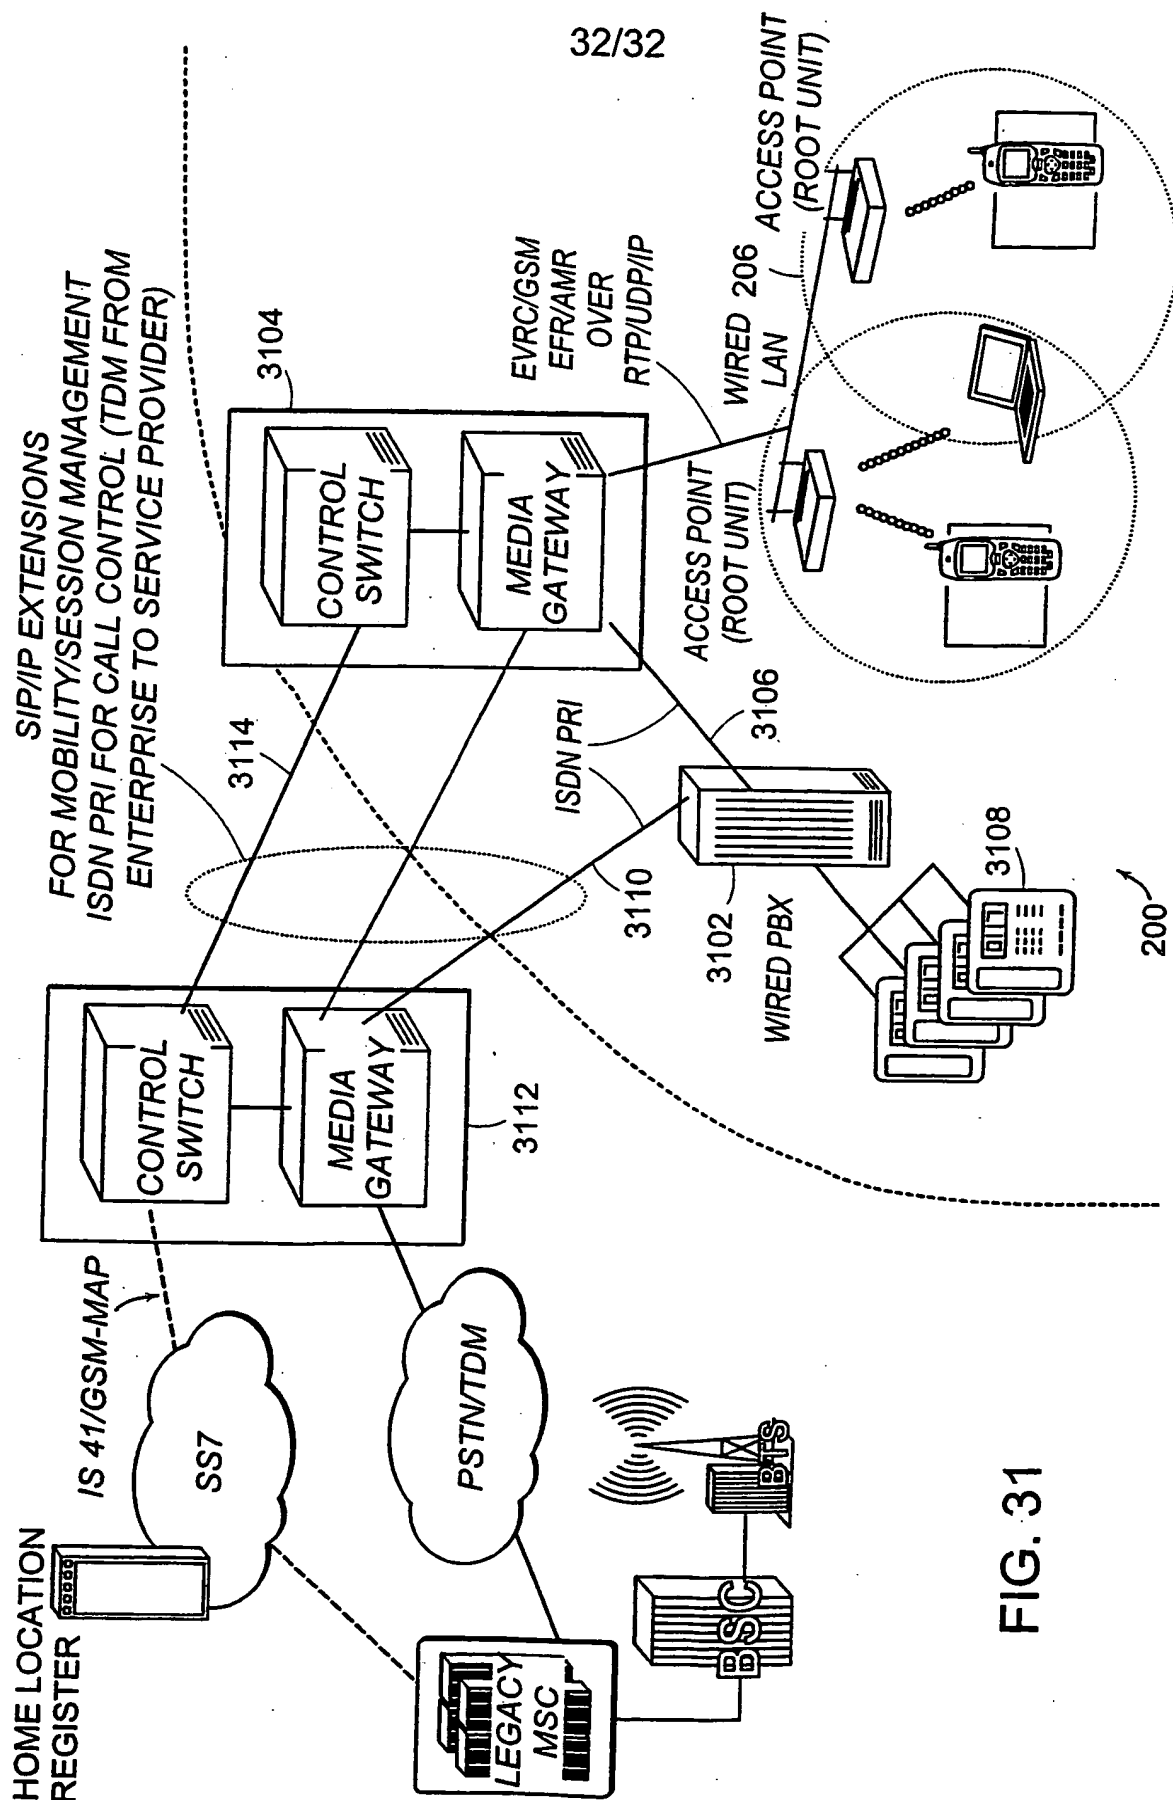 32/32
HOME LOCATION
REGISTER
IS 41/GSM-MAP
SS7
LEGACY
MSC
PSTN/TDM
BSC
BTS
CONTROL
SWITCH
MEDIA
GATEWAY
3112
SIP/IP EXTENSIONS
FOR MOBILITY/SESSION MANAGEMENT
ISDN PRI FOR CALL CONTROL (TDM FROM
ENTERPRISE TO SERVICE PROVIDER)
3114
3104
CONTROL
SWITCH
MEDIA
GATEWAY
ISDN PRI
3110
3106
3102
WIRED PBX
3108
200
EVRC/GSM
EFR/AMR
OVER
RTP/UDP/IP
WIRED
LAN
206
ACCESS POINT
(ROOT UNIT)
ACCESS POINT
(ROOT UNIT)
FIG. 31